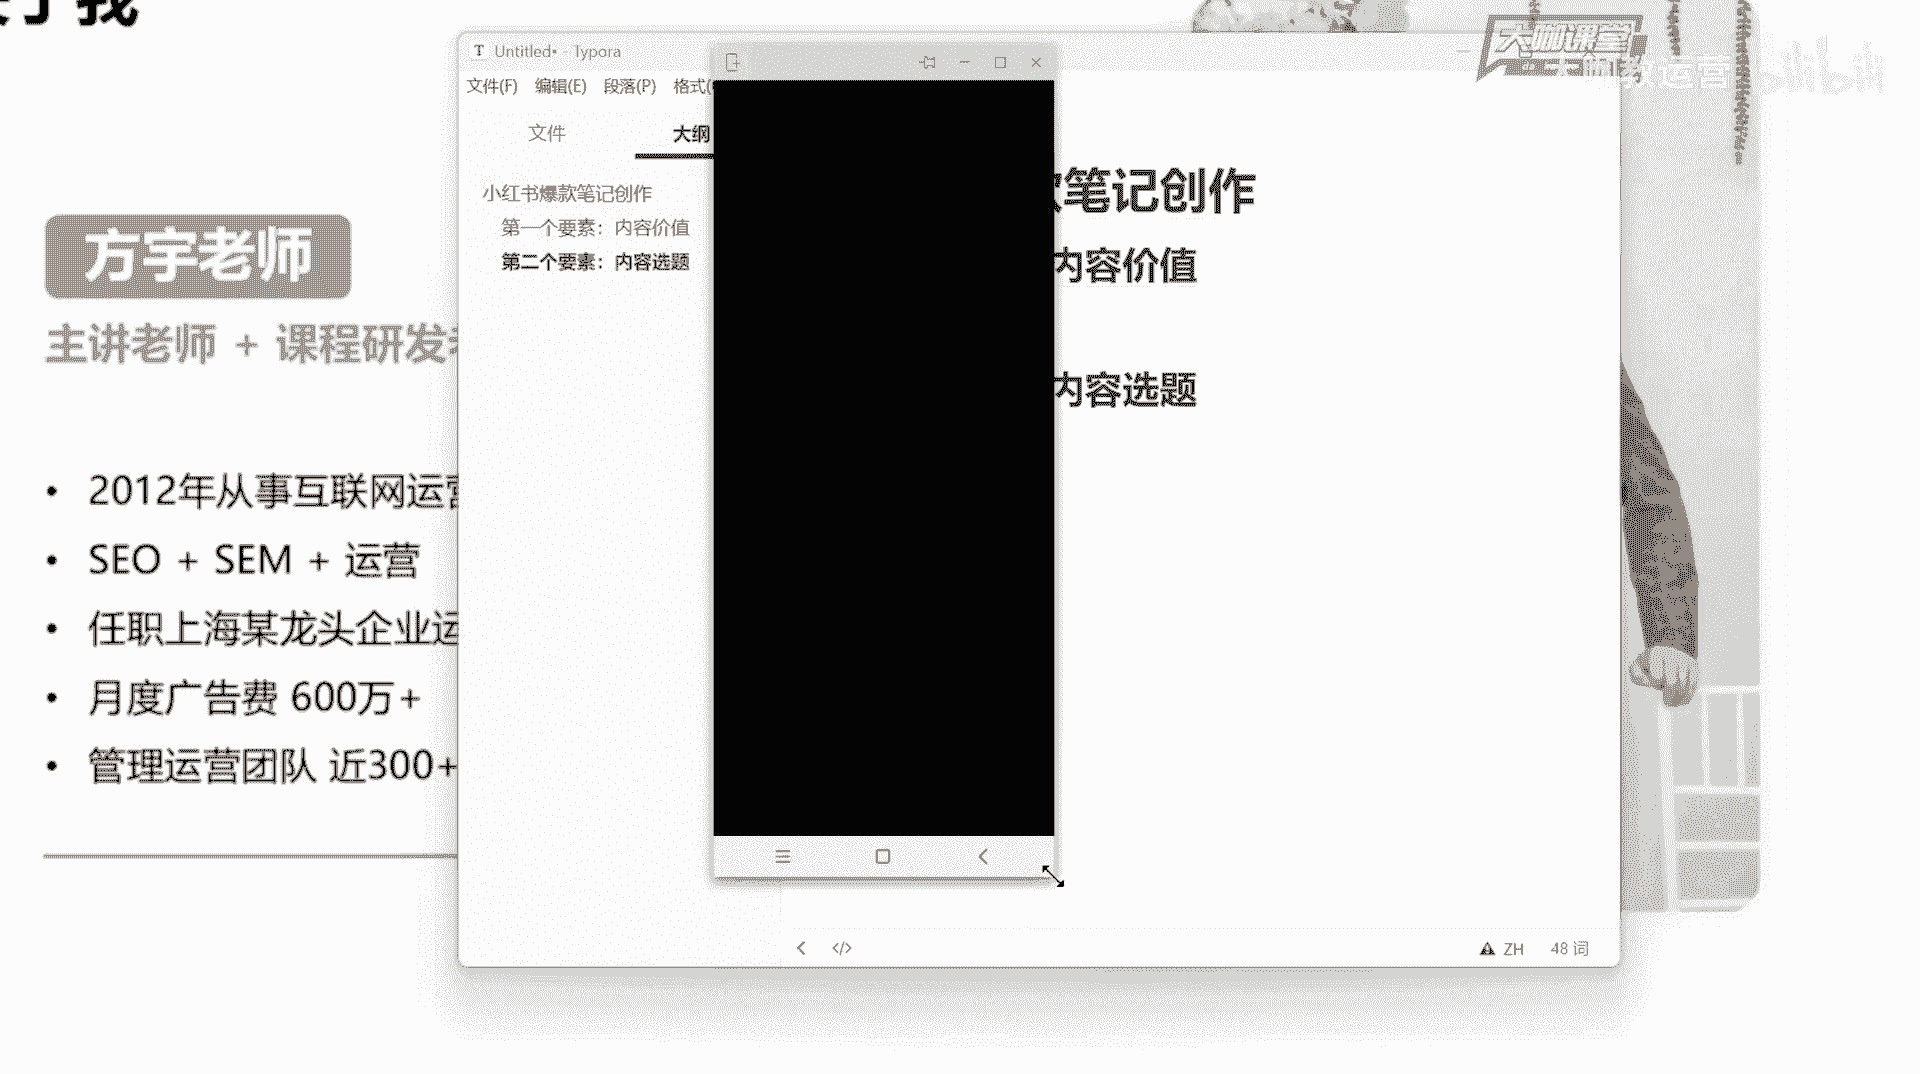 我
大咖课堂
大咖教运营
bilibili
Untitled• - Typora
文件(F) 编辑(E) 段落(P) 格式(
文件
大纲
小红书爆款笔记创作
第一个要素：内容价值
第二个要素：内容选题
款笔记创作
内容价值
内容选题
方宇老师
主讲老师 + 课程研发
• 2012年从事互联网运营
• SEO + SEM + 运营
• 任职上海某龙头企业运
• 月度广告费 600万+
• 管理运营团队 近300+
ZH 48 词